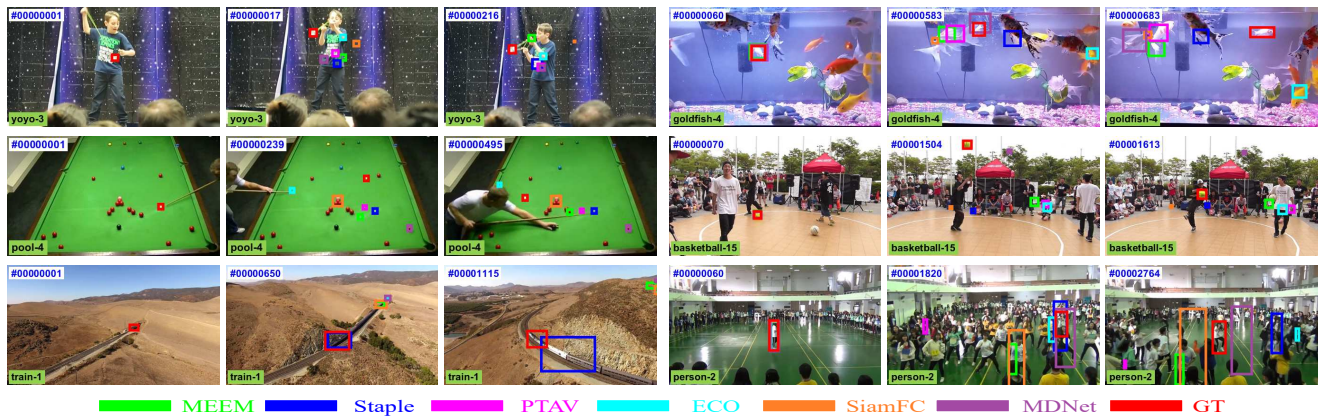 #00000001 #00000017 #00000216 #00000060 #00000583 #00000683
yoyo-3 yoyo-3 yoyo-3 goldfish-4 goldfish-4 goldfish-4
#00000001 #00000239 #00000495 #00000070 #00001504 #00001613
pool-4 pool-4 pool-4 basketball-15 basketball-15 basketball-15
#00000001 #00000650 #00001115 #00000060 #00001820 #00002764
train-1 train-1 train-1 person-2 person-2 person-2
MEEM Staple PTAV ECO SiamFC MDNet GT